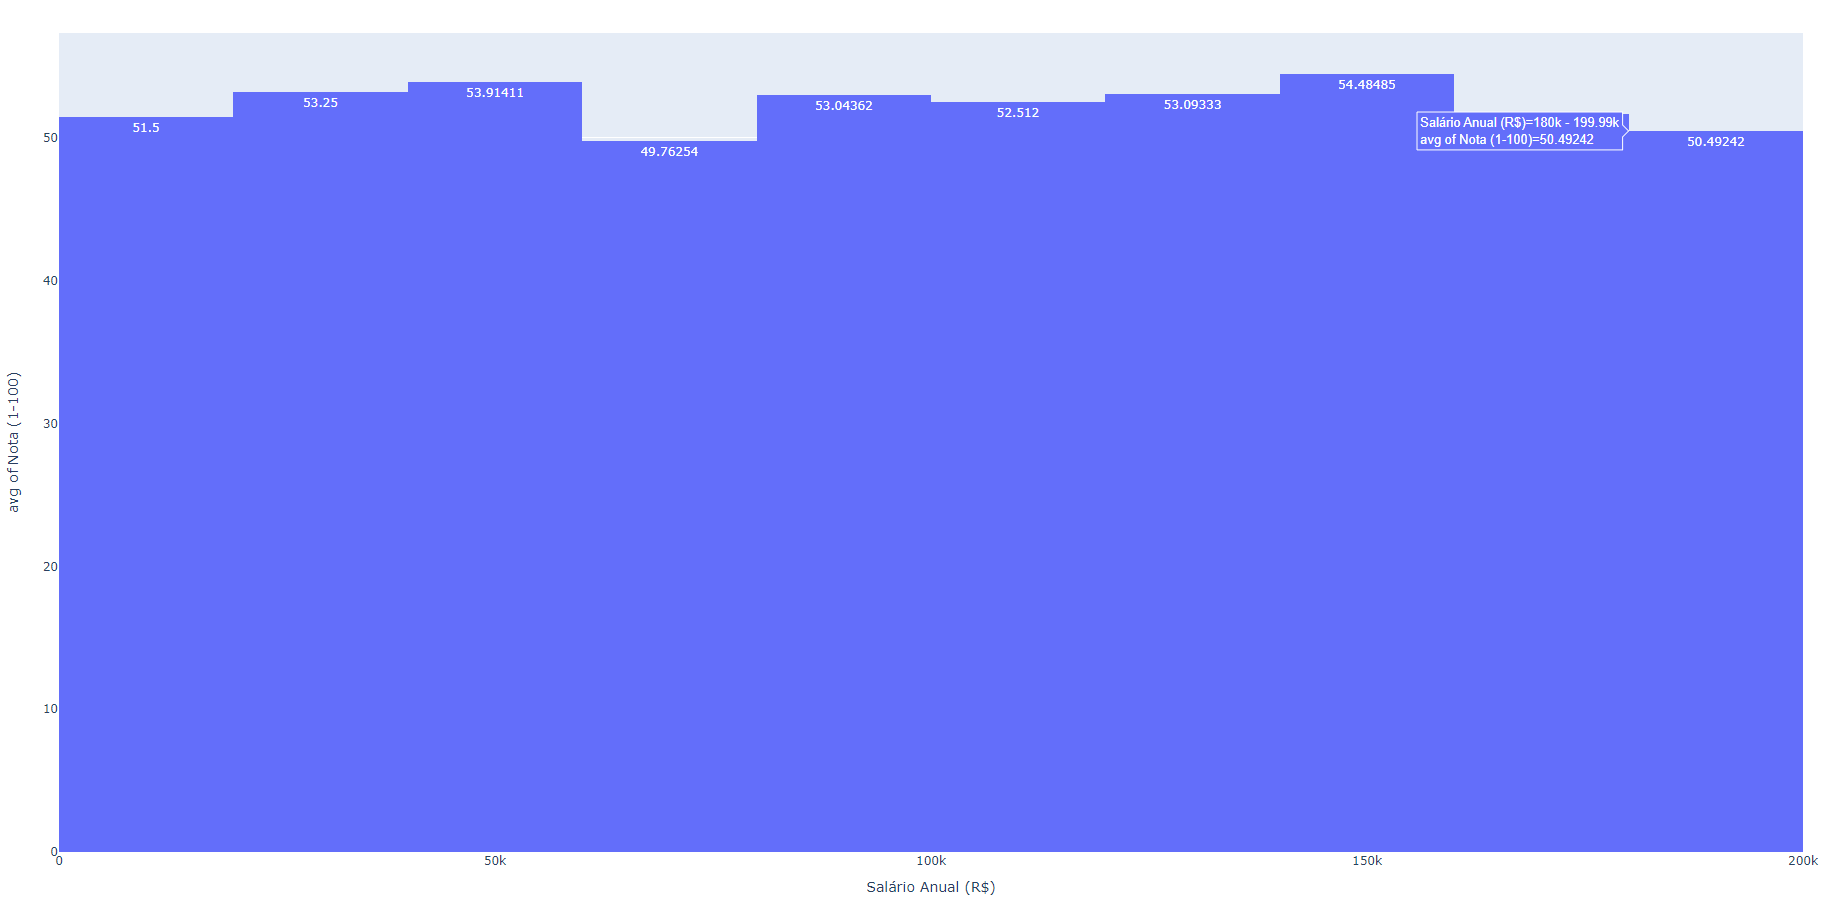 54.48485
53.91411
53.25
53.04362
53.09333
52.512
51.5
Salário Anual (R$)=180k - 199.99k
avg of Nota (1-100)=50.49242
50.49242
49.76254
50
40
30
20
10
0
avg of Nota (1-100)
0
50k
100k
150k
200k
Salário Anual (R$)